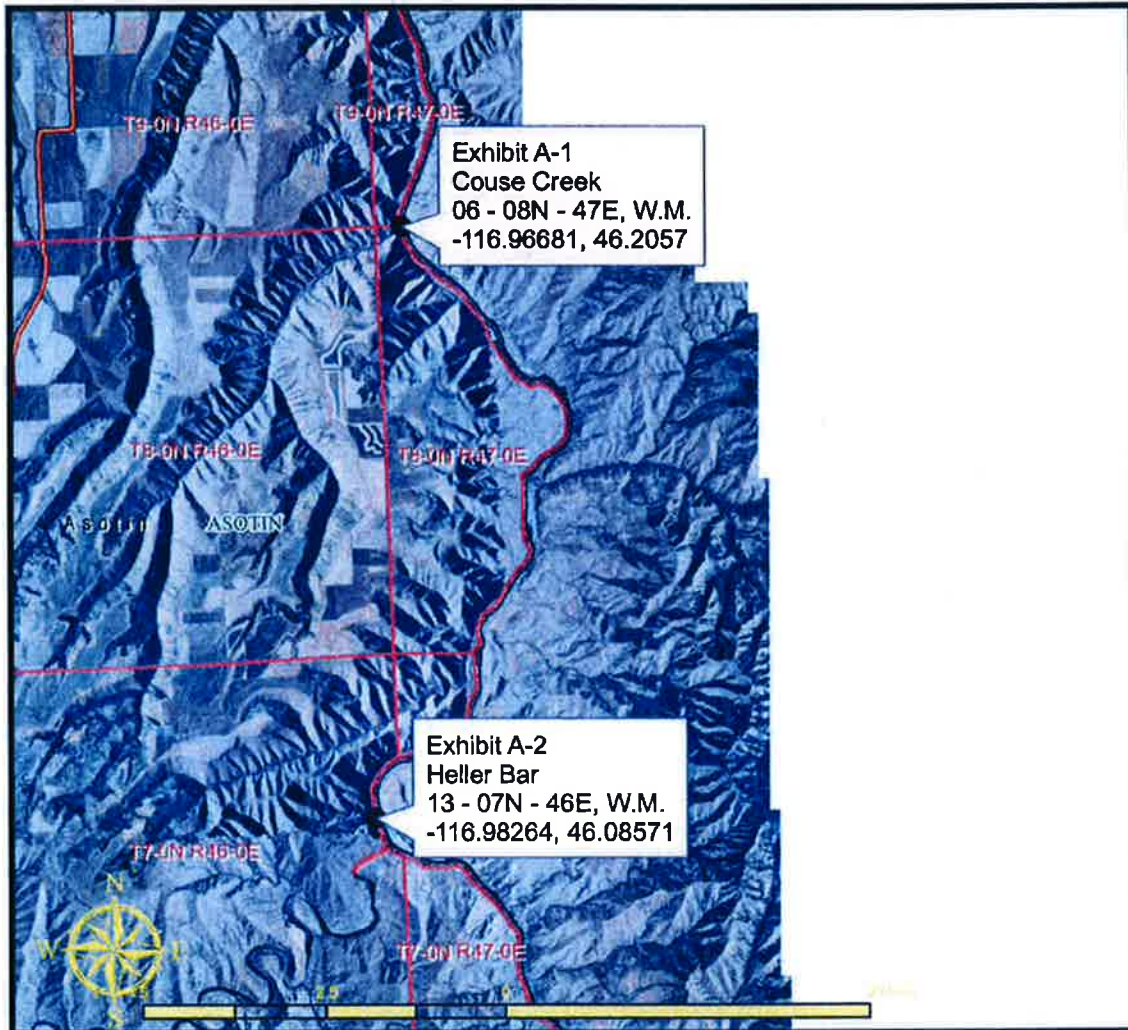 T9-0N R46-0E
T9-0N R47-0E
Exhibit A-1
Couse Creek
06 - 08N - 47E, W.M.
-116.96681, 46.2057
T8-0N R46-0E
T8-0N R47-0E
Asotin
ASOTIN
Exhibit A-2
Heller Bar
13 - 07N - 46E, W.M.
-116.98264, 46.08571
T7-0N R46-0E
N
W
E
T7-0N R47-0E
2.5
0
S